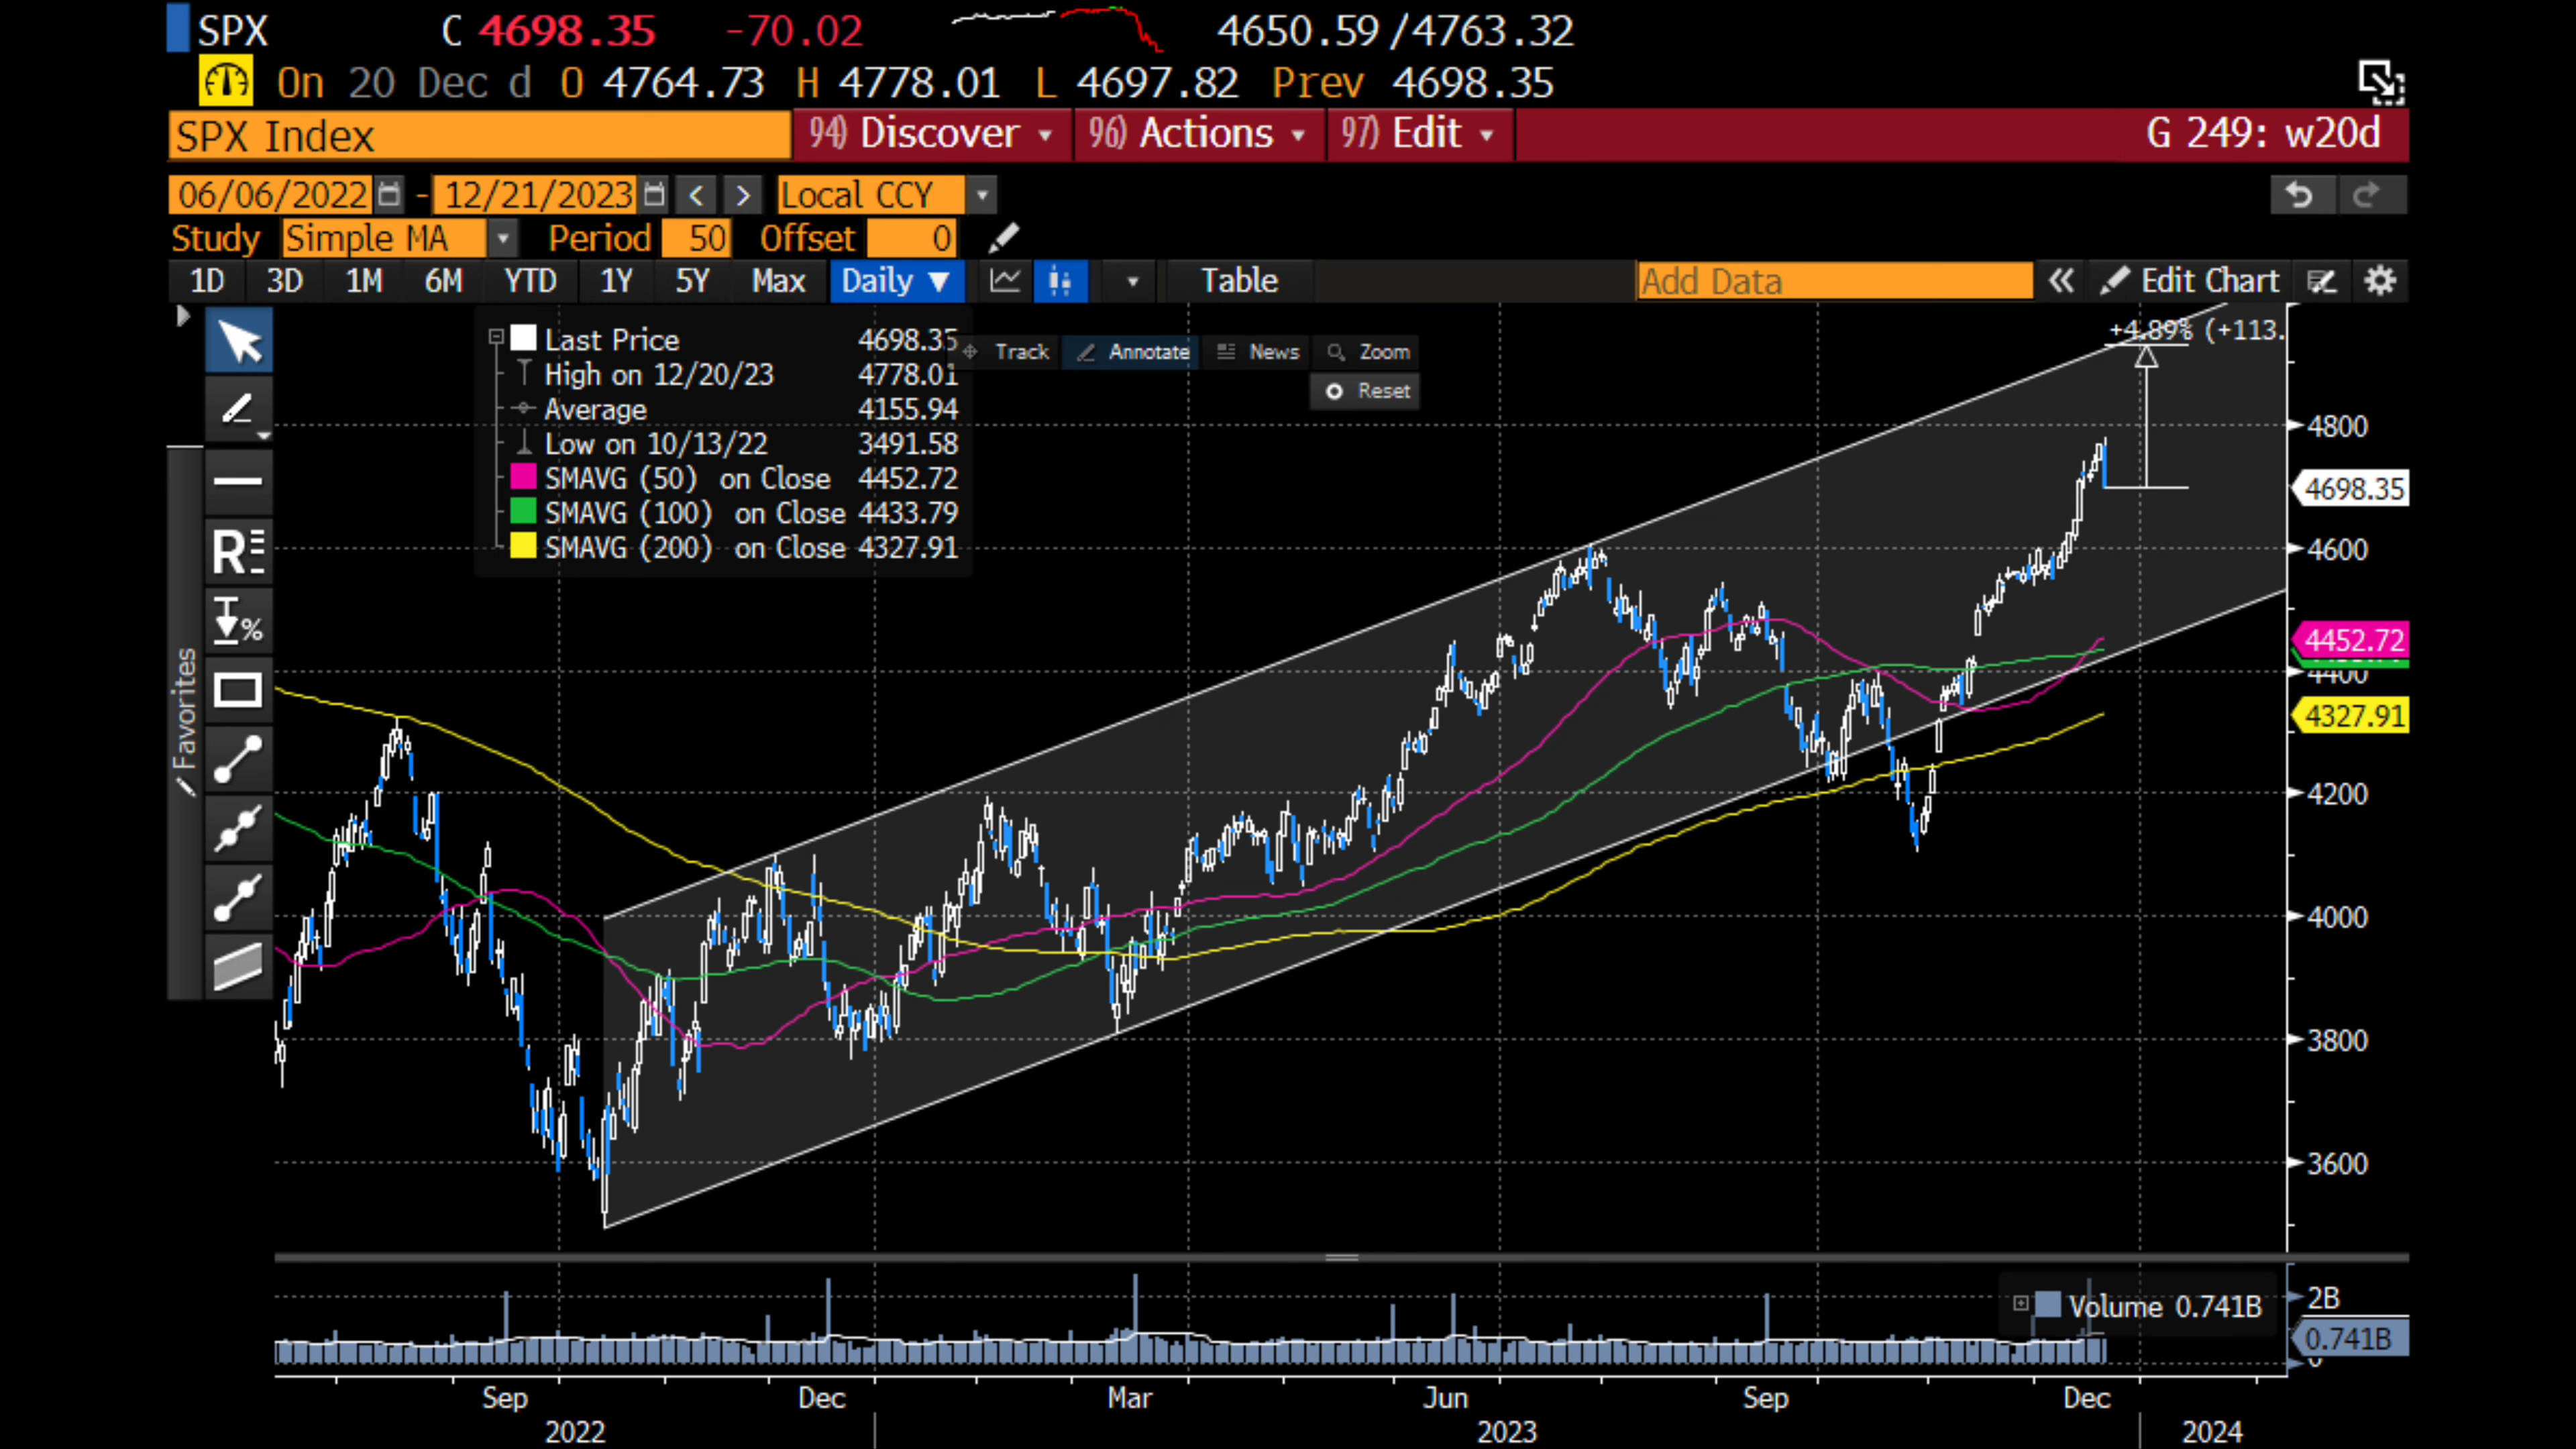 SPX C 4698.35 -70.02 4650.59/4763.32
On 20 Dec d O 4764.73 H 4778.01 L 4697.82 Prev 4698.35
SPX Index 94) Discover 96) Actions 97) Edit G 249: w20d
06/06/2022 - 12/21/2023 < > Local CCY
Study Simple MA Period 50 Offset 0
1D 3D 1M 6M YTD 1Y 5Y Max Daily ▼ Table Add Data « Edit Chart
Last Price 4698.35
High on 12/20/23 4778.01
Average 4155.94
Low on 10/13/22 3491.58
SMAVG (50) on Close 4452.72
SMAVG (100) on Close 4433.79
SMAVG (200) on Close 4327.91
Track Annotate News Zoom
Reset
+4.89% (+113.
R
%
Favorites
4800
4698.35
4600
4452.72
4400
4327.91
4200
4000
3800
3600
Volume 0.741B
2B
0.741B
0
Sep Dec Mar Jun Sep Dec
2022 2023 2024